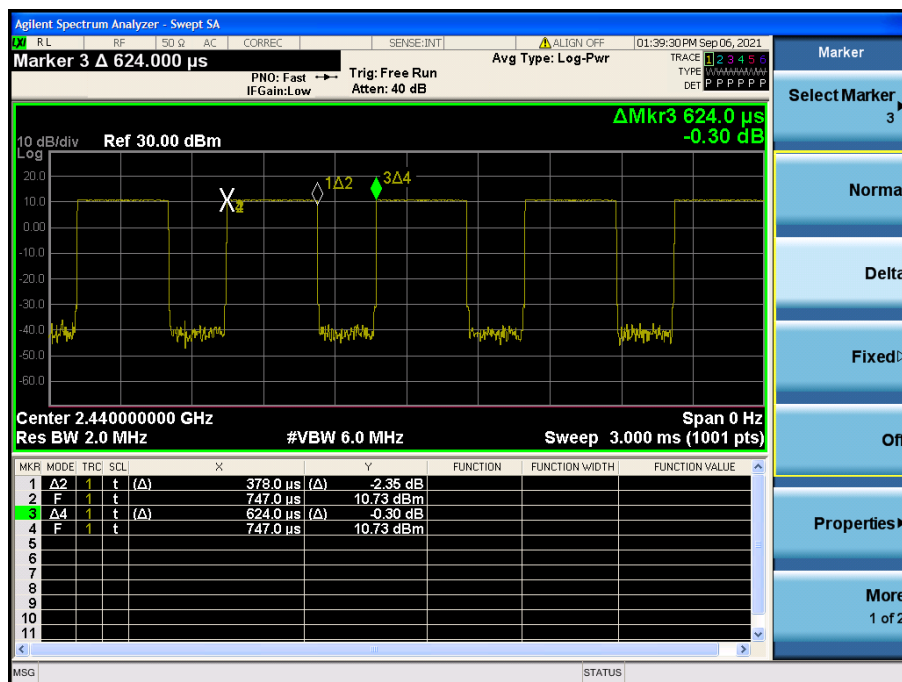 Agilent Spectrum Analyzer - Swept SA
LXI RL RF 50 Ω AC CORREC SENSE:INT ALIGN OFF 01:39:30 PM Sep 06, 2021
Marker 3 Δ 624.000 µs
PNO: Fast
IFGain:Low
Trig: Free Run
Atten: 40 dB
Avg Type: Log-Pwr
TRACE 1 2 3 4 5 6
TYPE
DET P P P P P P
ΔMkr3 624.0 µs
-0.30 dB
10 dB/div Ref 30.00 dBm
Log
20.0
10.0
0.00
-10.0
-20.0
-30.0
-40.0
-50.0
-60.0
1Δ2
3Δ4
Center 2.440000000 GHz Span 0 Hz
Res BW 2.0 MHz #VBW 6.0 MHz Sweep 3.000 ms (1001 pts)
MKR MODE TRC SCL X Y FUNCTION FUNCTION WIDTH FUNCTION VALUE
1 Δ2 1 t (Δ) 378.0 µs (Δ) -2.35 dB
2 F 1 t 747.0 µs 10.73 dBm
3 Δ4 1 t (Δ) 624.0 µs (Δ) -0.30 dB
4 F 1 t 747.0 µs 10.73 dBm
5
6
7
8
9
10
11
MSG STATUS
Marker
Select Marker
3
Norma
Delta
Fixed
Off
Properties
More
1 of 2